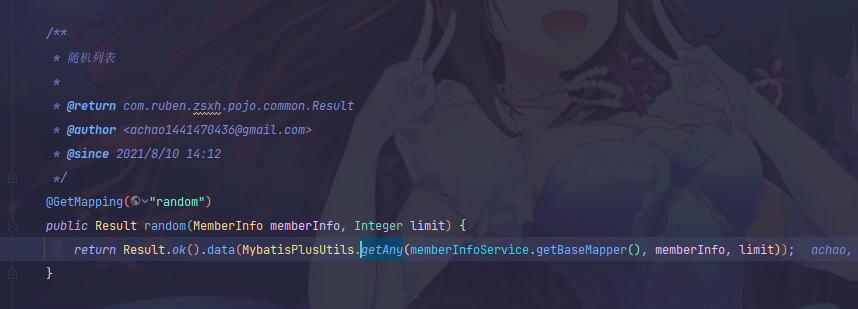 /**
 * 随机列表
 *
 * @return com.ruben.zsxh.pojo.common.Result
 * @author <achao1441470436@gmail.com>
 * @since 2021/8/10 14:12
 */
@GetMapping("random")
public Result random(MemberInfo memberInfo, Integer limit) {
    return Result.ok().data(MybatisPlusUtils.getAny(memberInfoService.getBaseMapper(), memberInfo, limit)); achao,
}